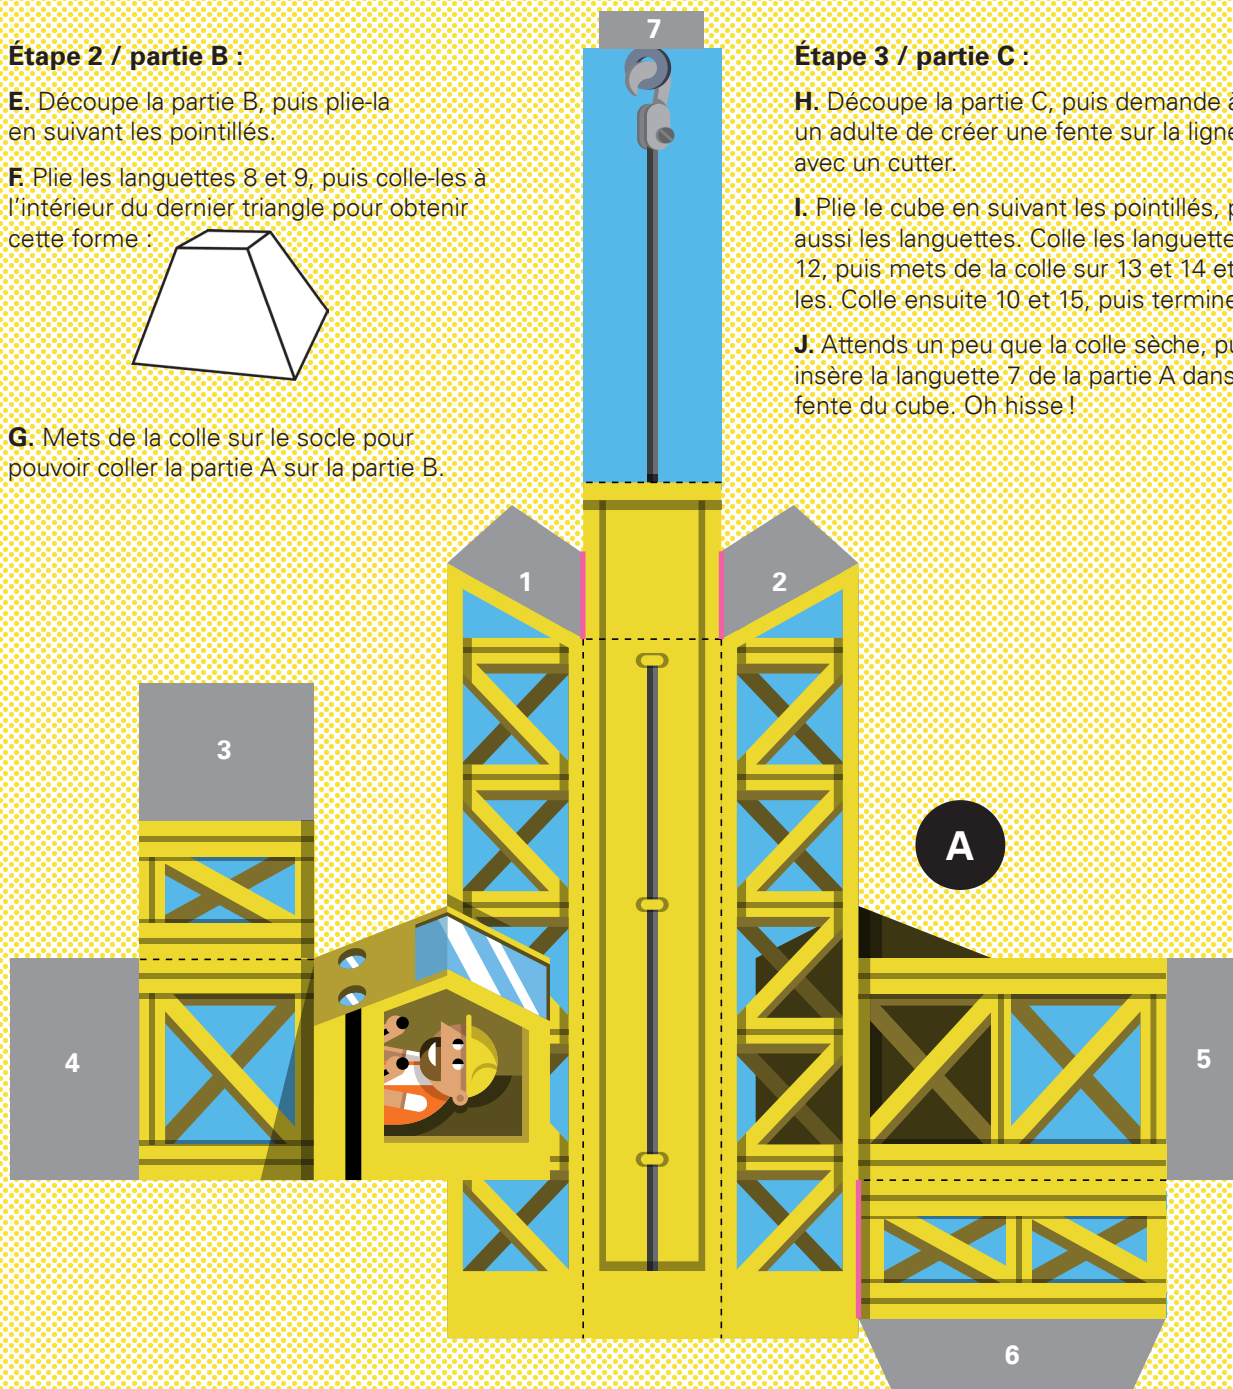 Étape 2 / partie B :
E. Découpe la partie B, puis plie-la
en suivant les pointillés.
F. Plie les languettes 8 et 9, puis colle-les à
l'intérieur du dernier triangle pour obtenir
cette forme :
G. Mets de la colle sur le socle pour
pouvoir coller la partie A sur la partie B.
7
Étape 3 / partie C :
H. Découpe la partie C, puis demande à
un adulte de créer une fente sur la ligne
avec un cutter.
I. Plie le cube en suivant les pointillés,
aussi les languettes. Colle les
12, puis mets de la colle sur 13 et 14 et
les. Colle ensuite 10 et 15, puis
J. Attends un peu que la colle sèche,
insère la languette 7 de la partie A dans
fente du cube. Oh hisse !
1
2
3
A
4
5
6